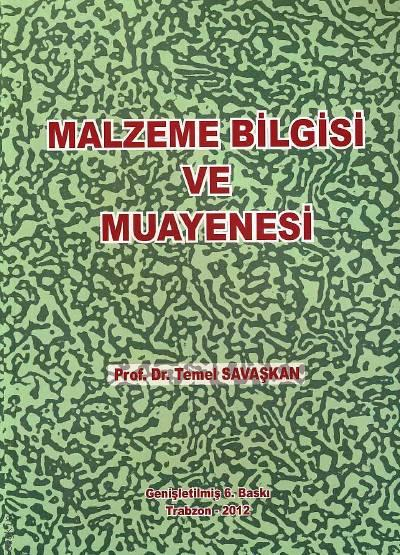 MALZEME BİLGİSİ
VE
MUAYENESİ
Prof. Dr. Temel SAVAŞKAN
Genişletilmiş 6. Baskı
Trabzon - 2012